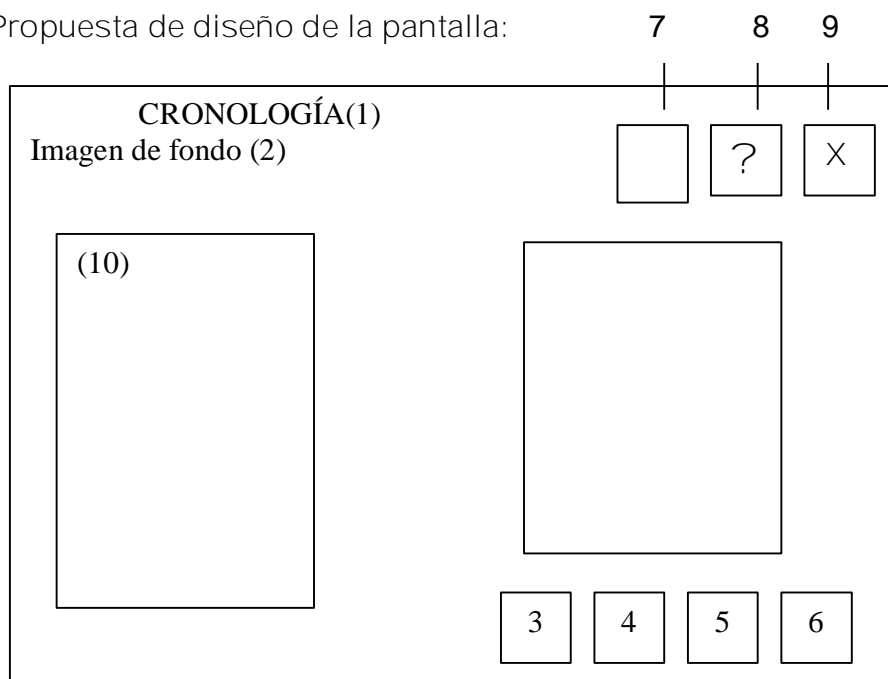 Propuesta de diseño de la pantalla:
7 8 9
CRONOLOGÍA(1)
Imagen de fondo (2)
? X
(10)
3 4 5 6